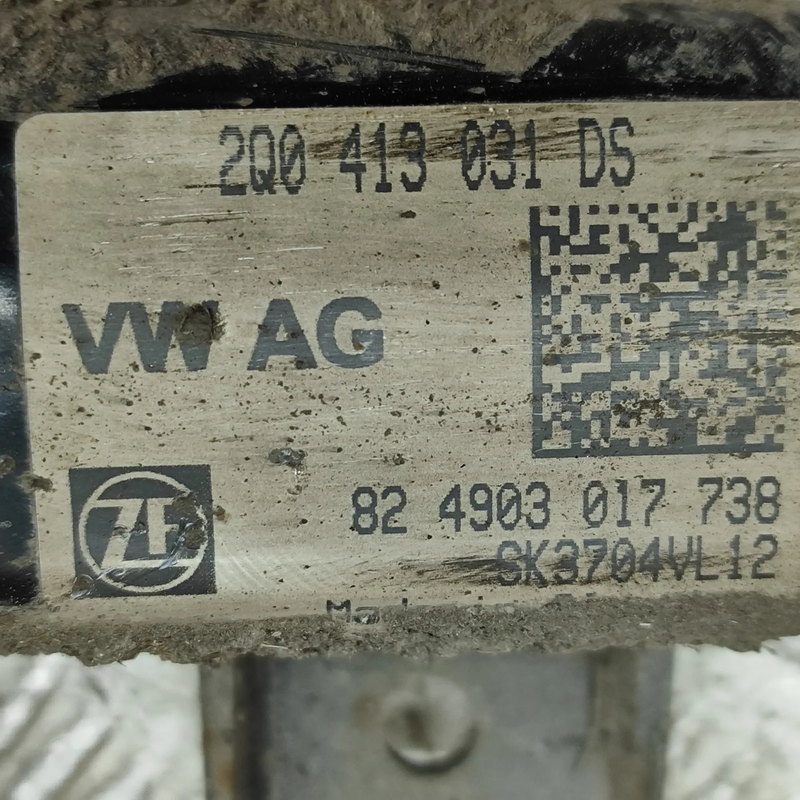 2Q0 413 031 DS
VW AG
ZF
82 4903 017 738
SK3704VL12